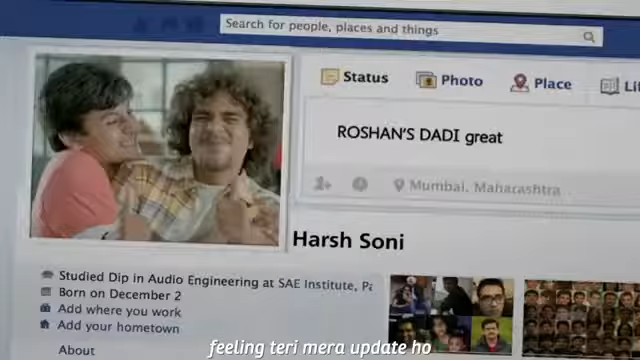 Search for people, places and things
Status Photo Place
ROSHAN'S DADI great
Mumbai, Maharashtra
Harsh Soni
Studied Dip in Audio Engineering at SAE Institute,
Born on December 2
Add where you work
Add your hometown
About
feeling teri mera update ho